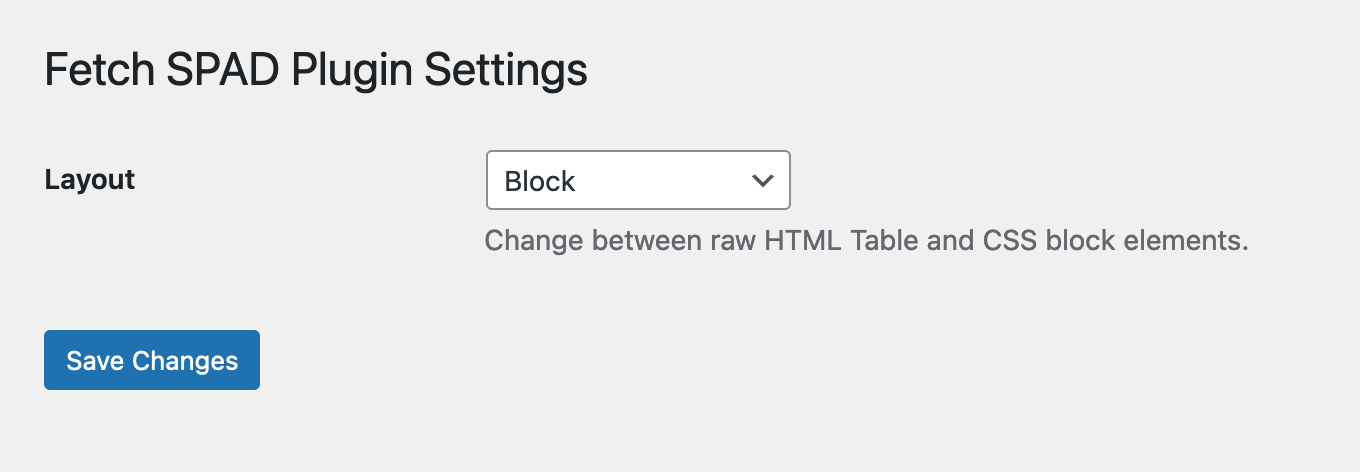 Fetch SPAD Plugin Settings
Layout
Block
Change between raw HTML Table and CSS block elements.
Save Changes